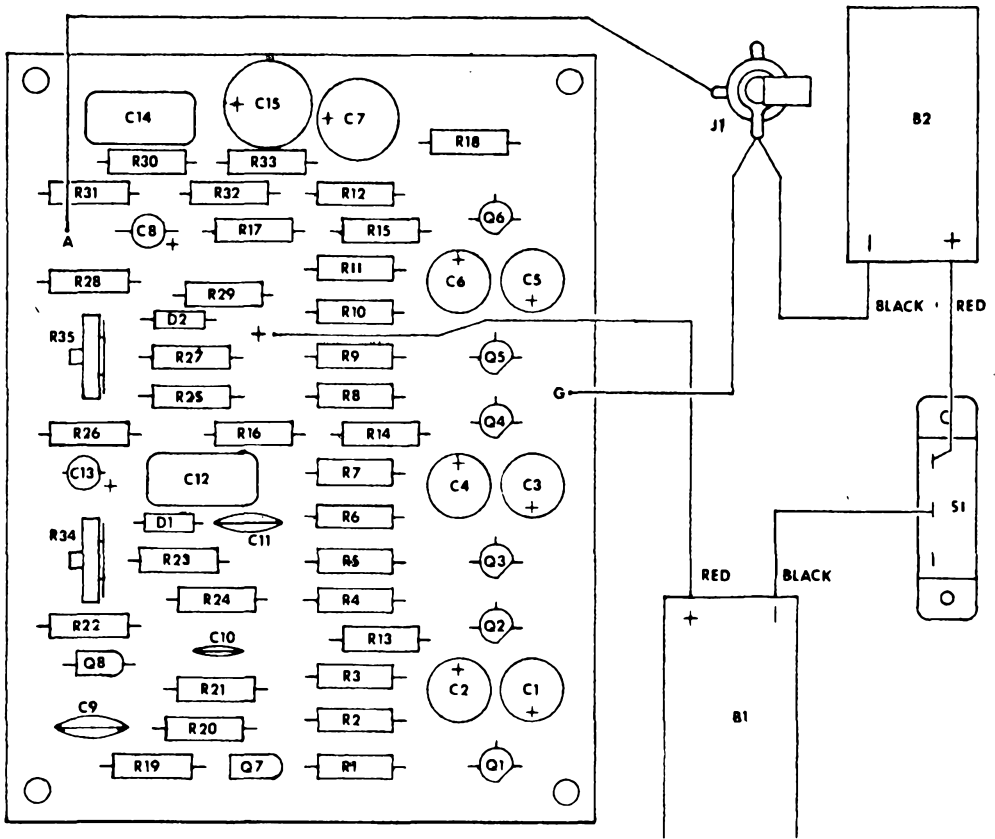 C14
+ C15
+ C7
J1
B2
R18
R30
R33
R31
R32
R12
Q6
A
C8
+
R17
R15
R11
+
C6
C5
+
R28
R29
− +
BLACK
RED
D2
R10
R35
+
R27
R9
Q5
R25
R8
G
Q4
R26
R16
R14
C
C13
+
C12
R7
+
C4
C3
+
S1
D1
C11
R6
R34
R23
R5
Q3
RED
BLACK
R24
R4
+ −
O
R22
C10
R13
Q2
Q8
R3
+
C2
C1
+
R21
C9
R20
R2
B1
R19
Q7
R1
Q1